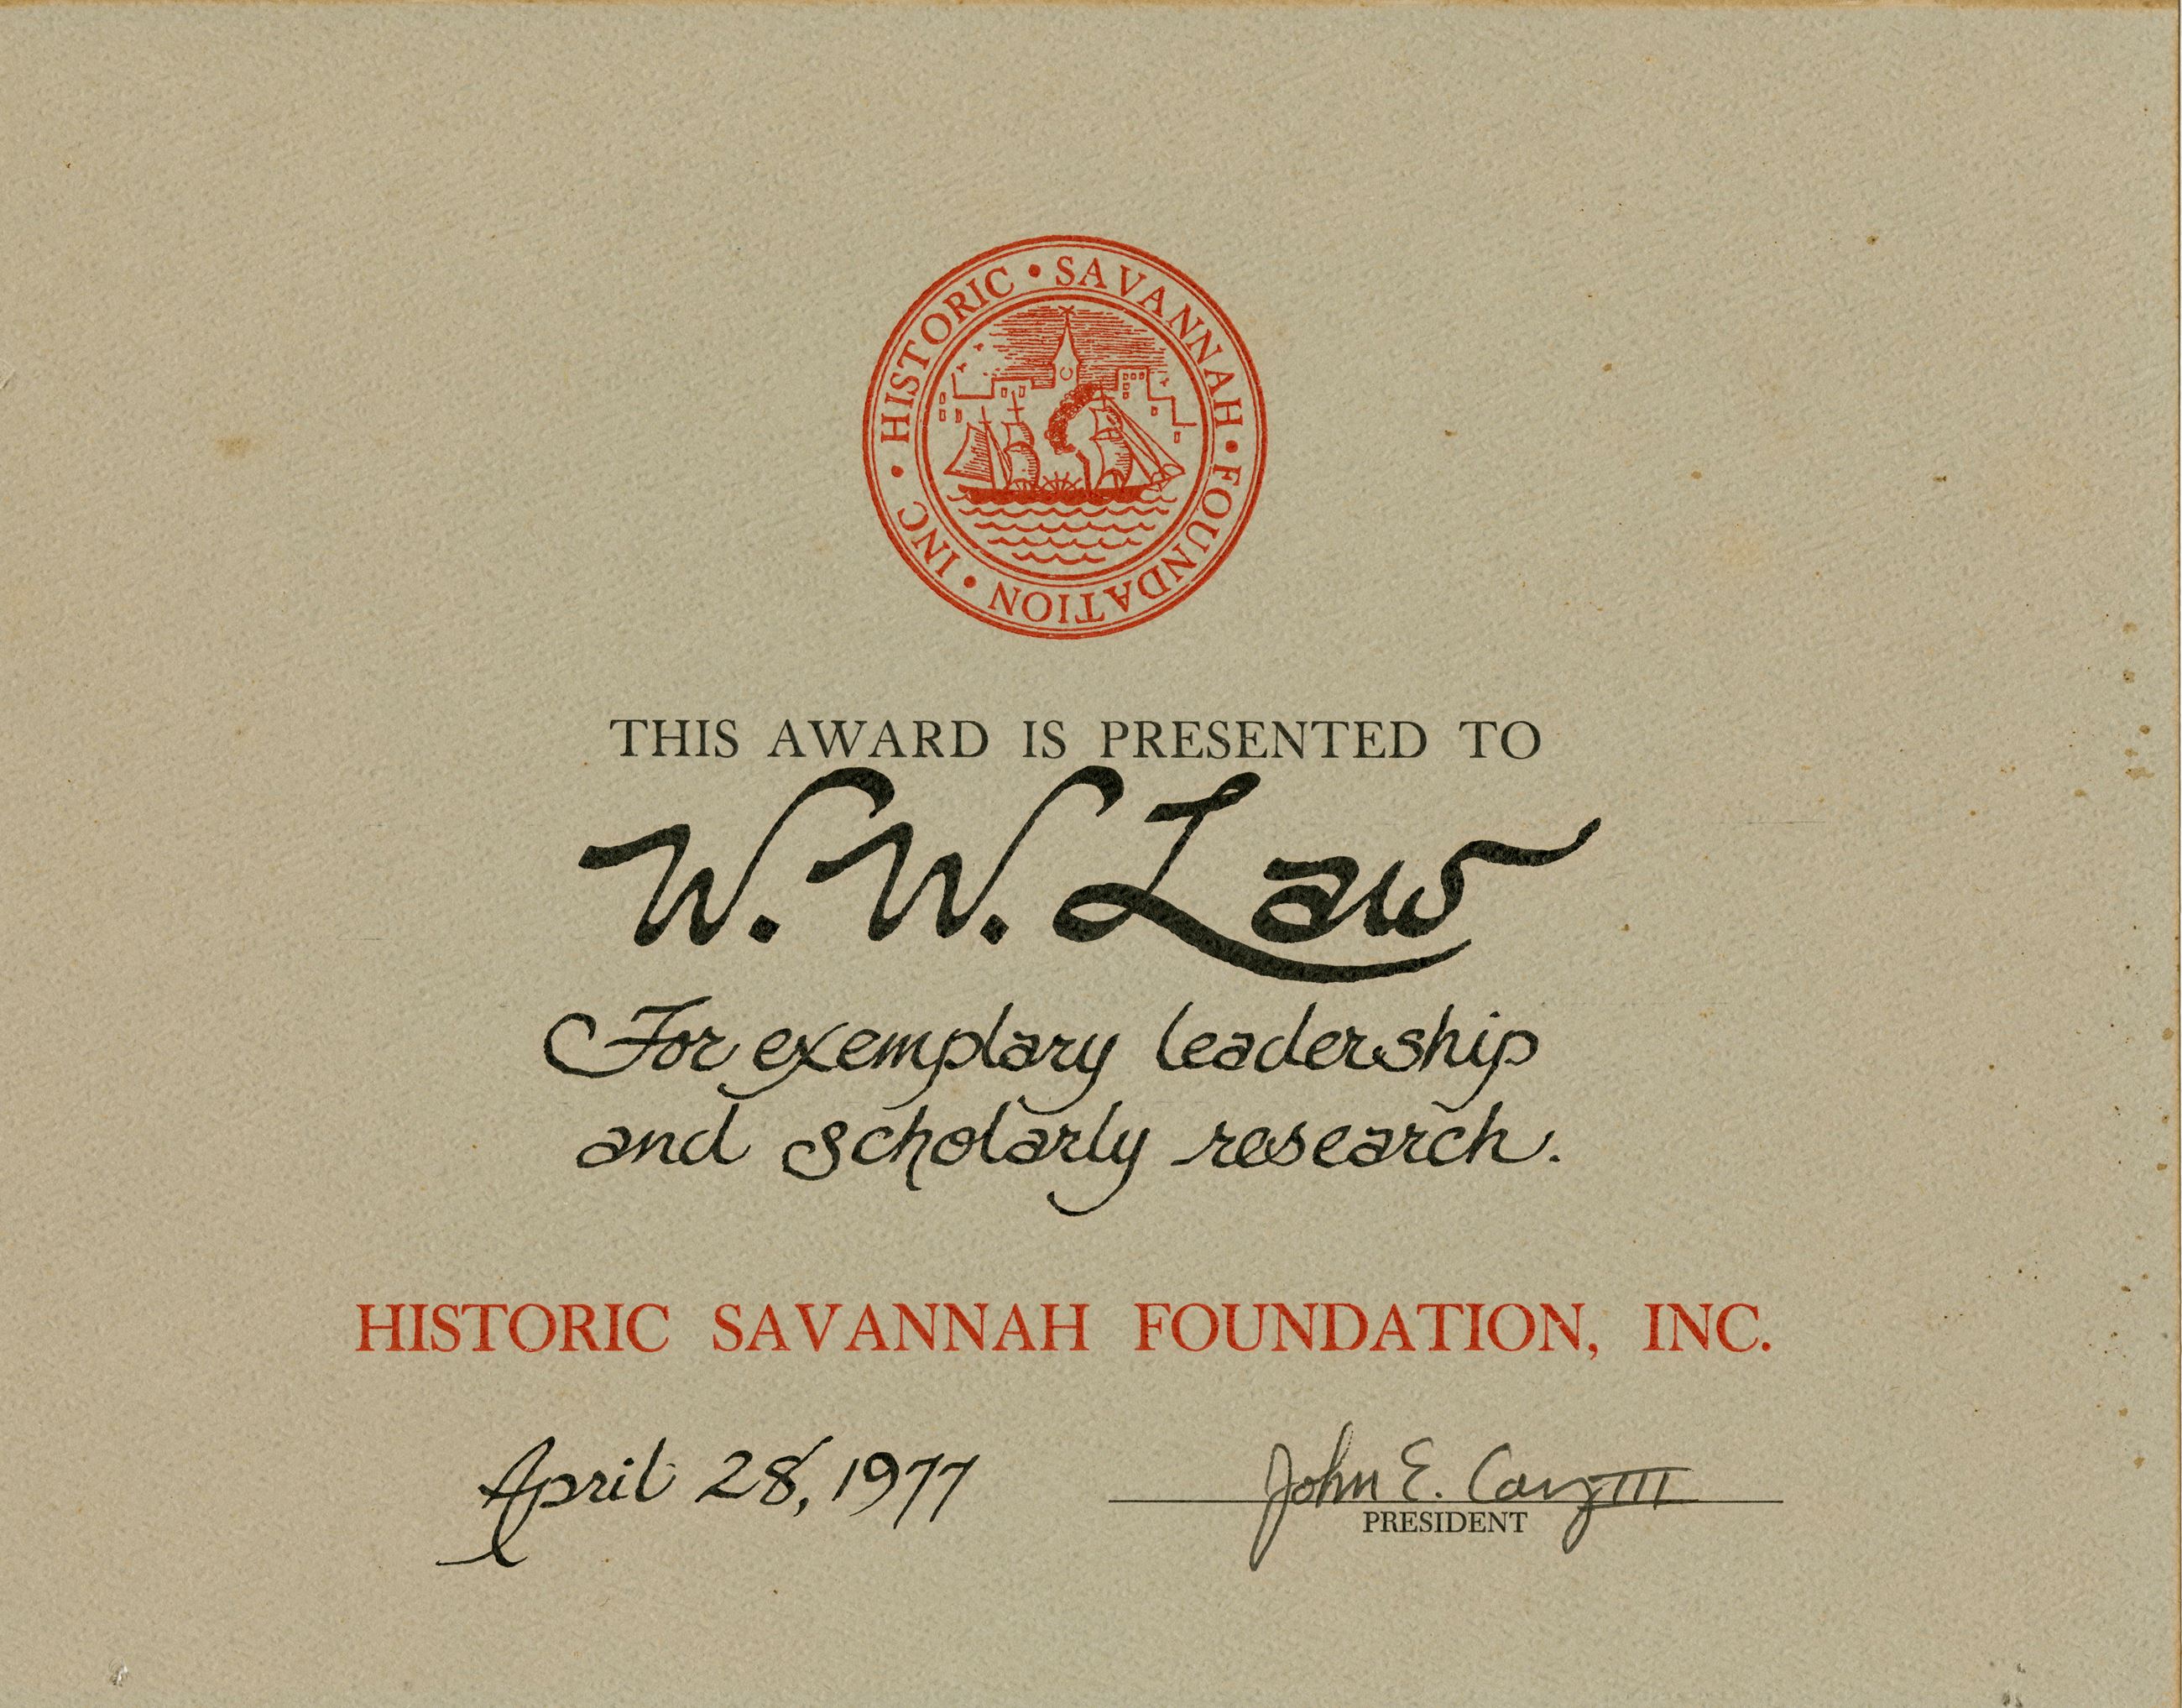 HISTORIC • SAVANNAH • FOUNDATION • INC •
THIS AWARD IS PRESENTED TO
W. W. Law
For exemplary leadership
and scholarly research.
HISTORIC SAVANNAH FOUNDATION, INC.
April 28, 1977
John E. Cay III
PRESIDENT